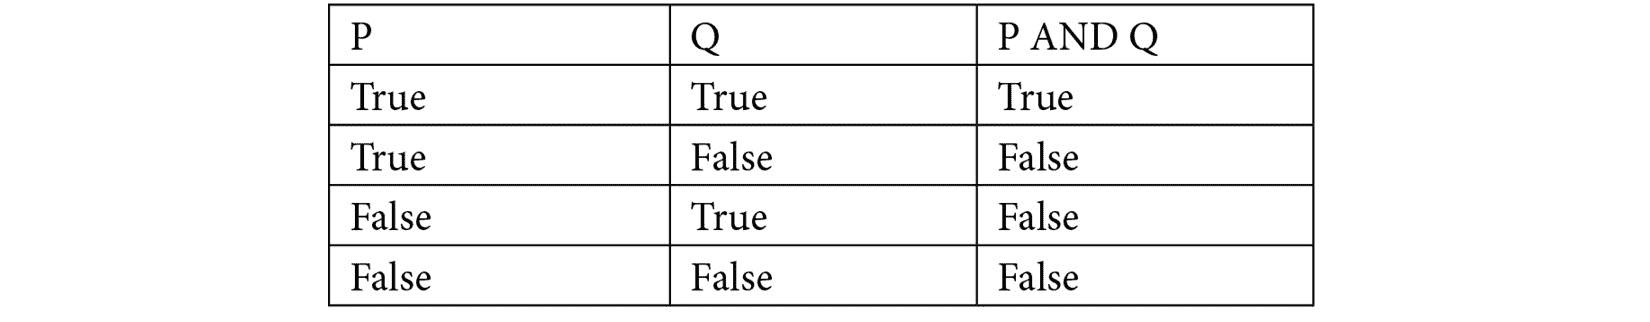 P Q P AND Q
True True True
True False False
False True False
False False False